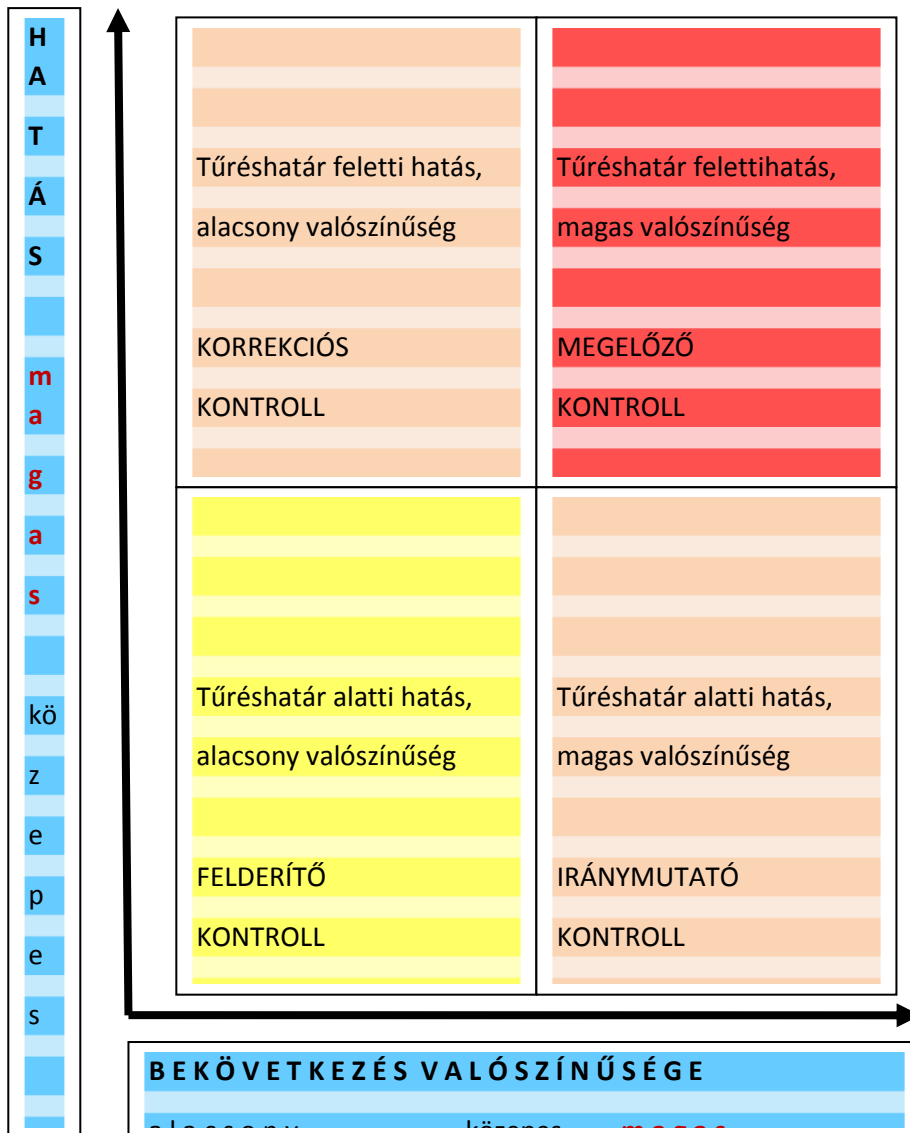 H
A
T
Á
S
m
a
g
a
s
kö
z
e
p
e
s
Tűréshatár feletti hatás,
alacsony valószínűség
KORREKCIÓS
KONTROLL
Tűréshatár felettihatás,
magas valószínűség
MEGELŐZŐ
KONTROLL
Tűréshatár alatti hatás,
alacsony valószínűség
FELDERÍTŐ
KONTROLL
Tűréshatár alatti hatás,
magas valószínűség
IRÁNYMUTATÓ
KONTROLL
B E K Ö V E T K E Z É S V A L Ó S Z Í N Ű S É G E
a l a c s o n y közepes m a g a s